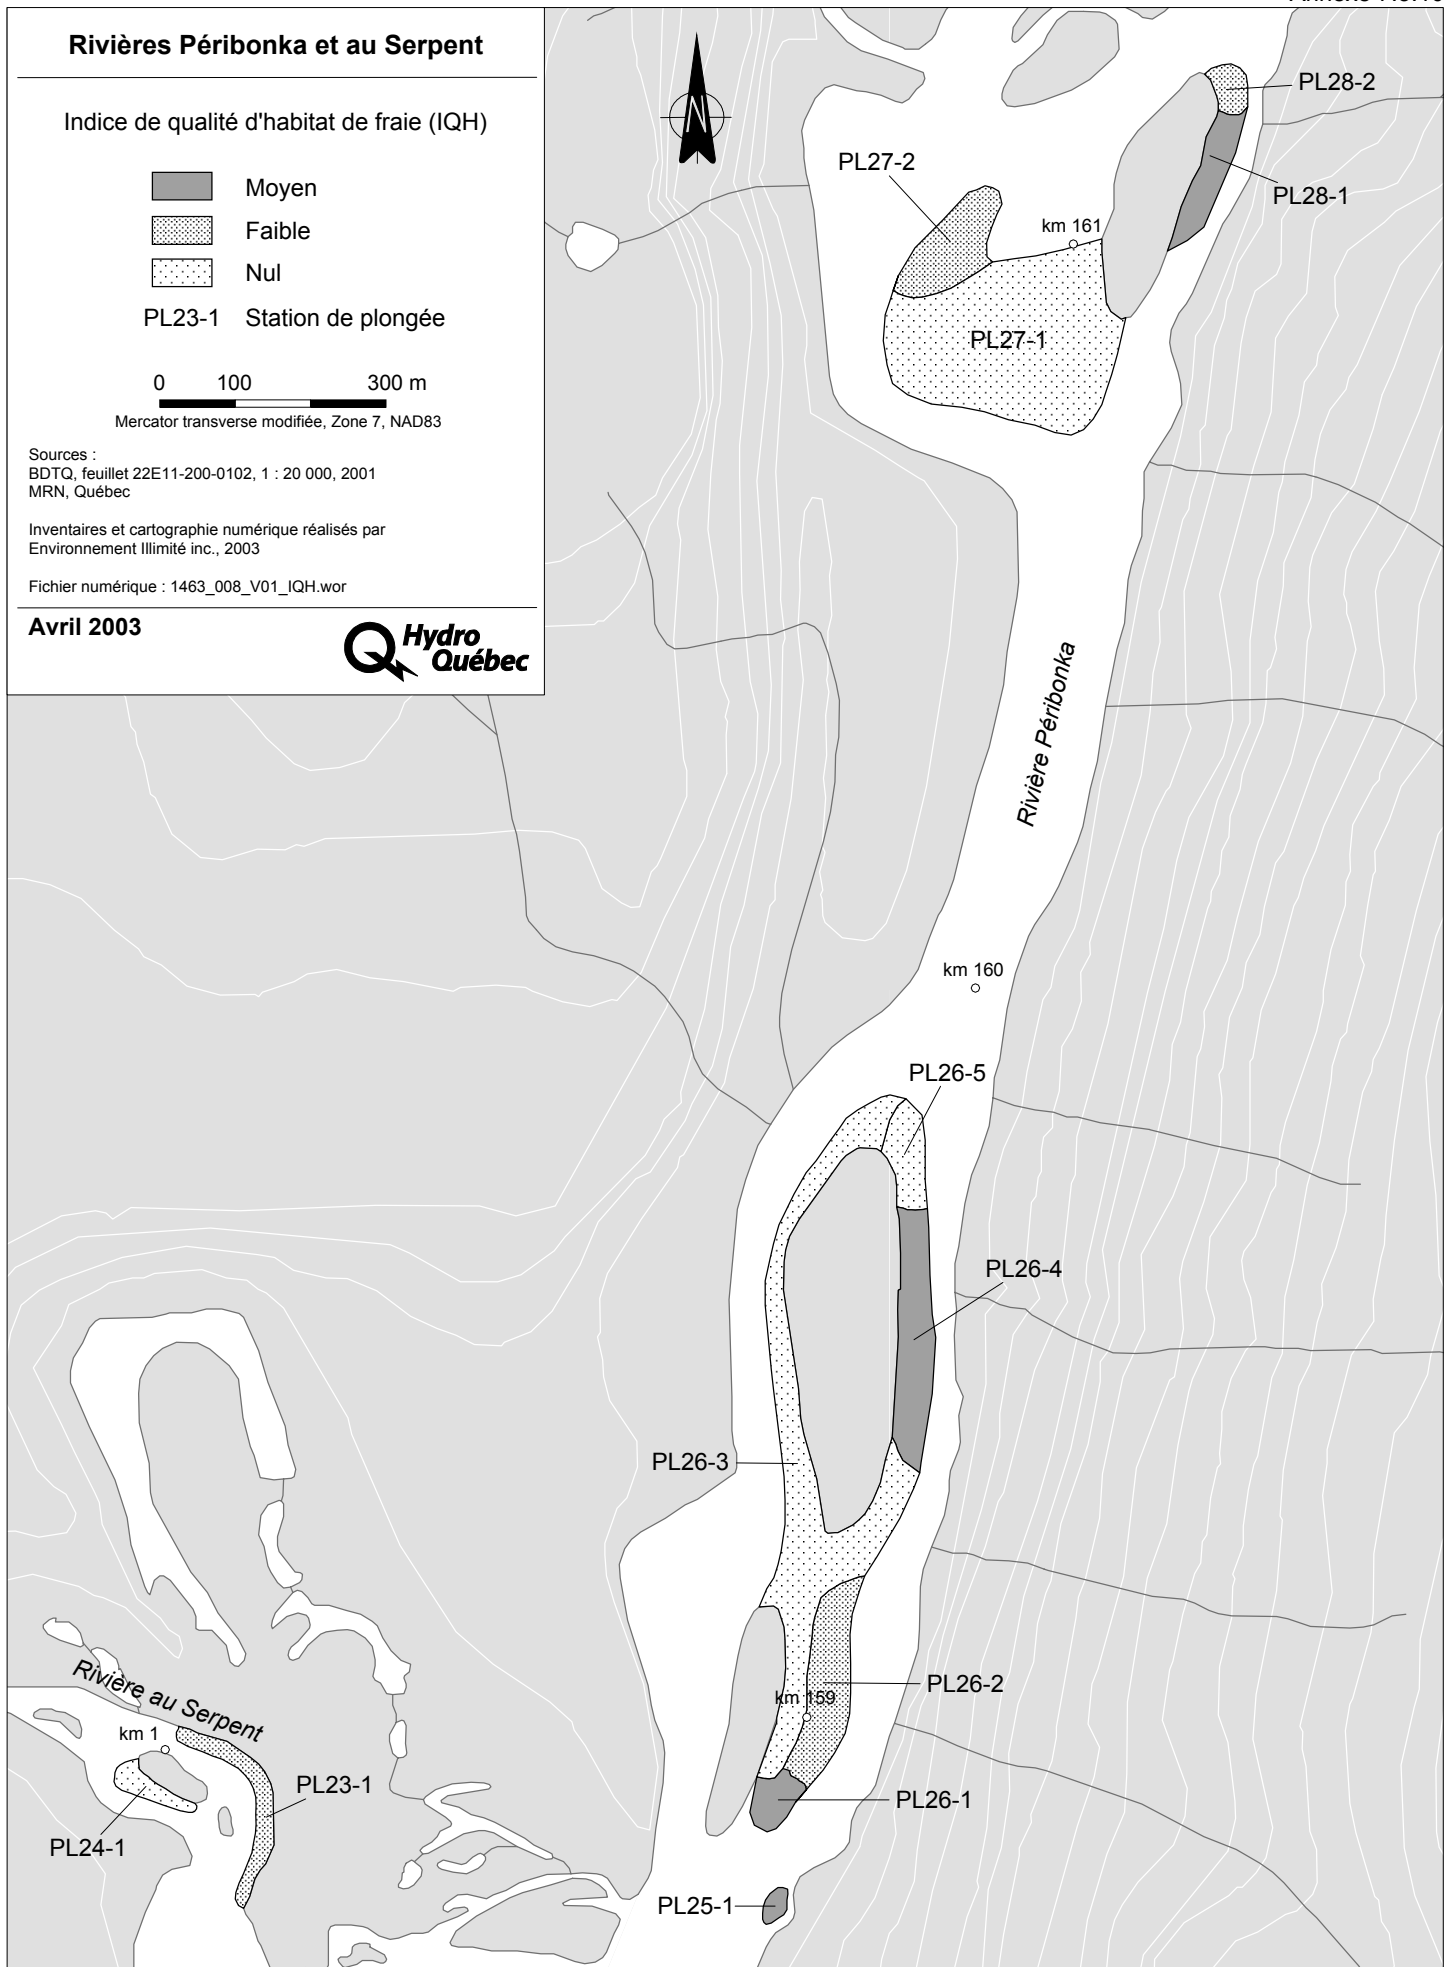 Rivières Péribonka et au Serpent
Indice de qualité d'habitat de fraie (IQH)
Moyen
Faible
Nul
PL23-1 Station de plongée
0 100 300 m
Mercator transverse modifiée, Zone 7, NAD83
Sources :
BDTQ, feuillet 22E11-200-0102, 1 : 20 000, 2001
MRN, Québec
Inventaires et cartographie numérique réalisés par
Environnement Illimité inc., 2003
Fichier numérique : 1463_008_V01_IQH.wor
Avril 2003
Hydro
Québec
N
PL28-2
PL27-2
PL28-1
km 161
PL27-1
Rivière Péribonka
km 160
PL26-5
PL26-4
PL26-3
PL26-2
km 159
Rivière au Serpent
km 1
PL23-1
PL26-1
PL24-1
PL25-1